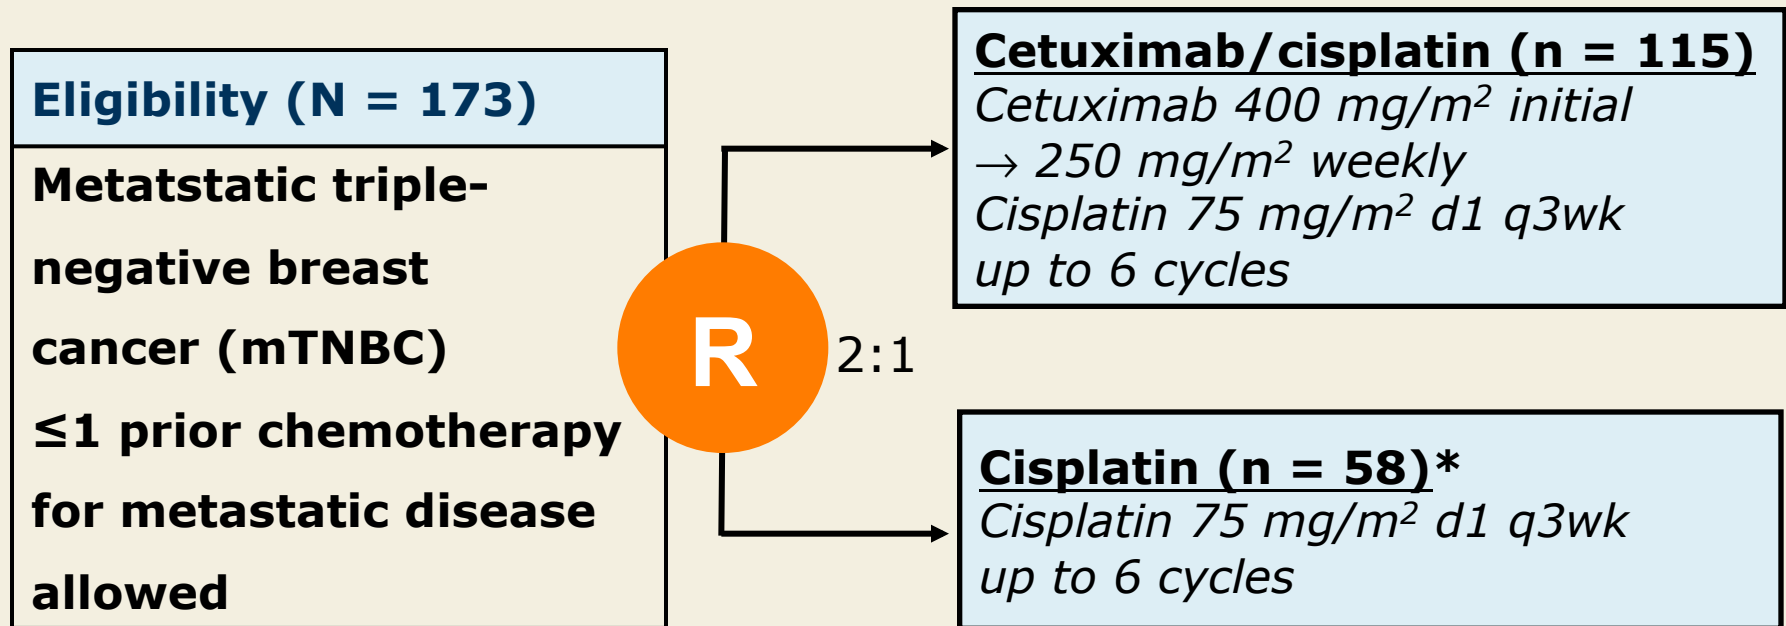 Eligibility (N = 173)
Metatstatic triple-
negative breast
cancer (mTNBC)
≤1 prior chemotherapy
for metastatic disease
allowed
R
2:1
Cetuximab/cisplatin (n = 115)
Cetuximab 400 mg/m² initial
→ 250 mg/m² weekly
Cisplatin 75 mg/m² d1 q3wk
up to 6 cycles
Cisplatin (n = 58)*
Cisplatin 75 mg/m² d1 q3wk
up to 6 cycles